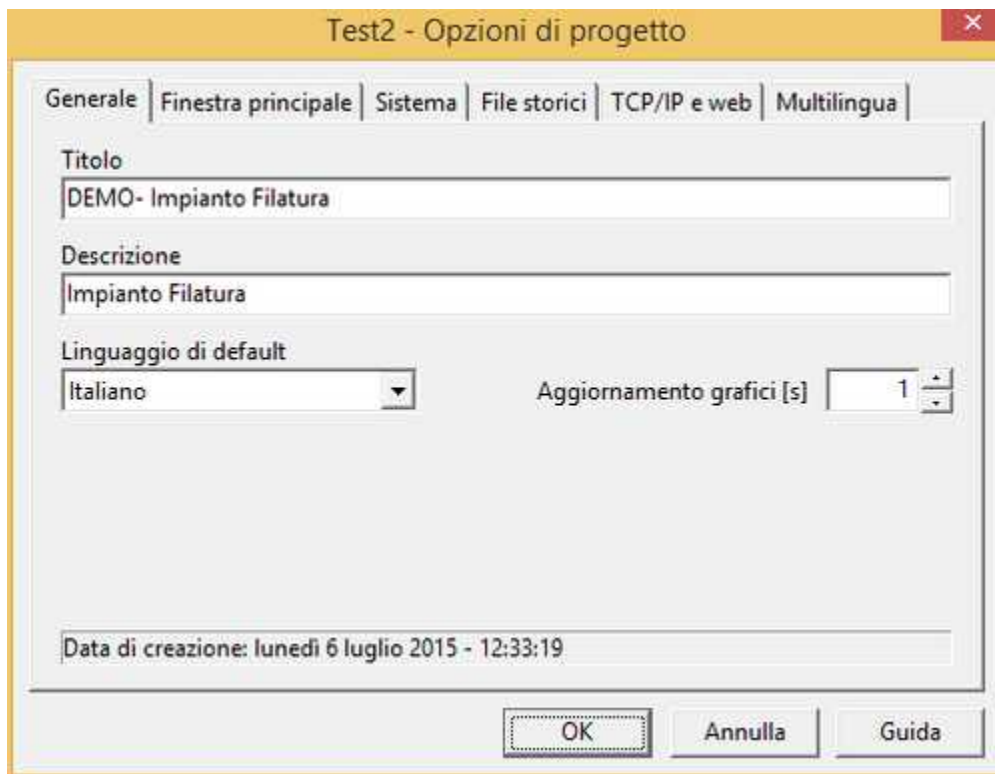 Test2 - Opzioni di progetto
Generale Finestra principale Sistema File storici TCP/IP e web Multilingua
Titolo
DEMO- Impianto Filatura
Descrizione
Impianto Filatura
Linguaggio di default
Italiano Aggiornamento grafici [s] 1
Data di creazione: lunedì 6 luglio 2015 - 12:33:19
OK Annulla Guida